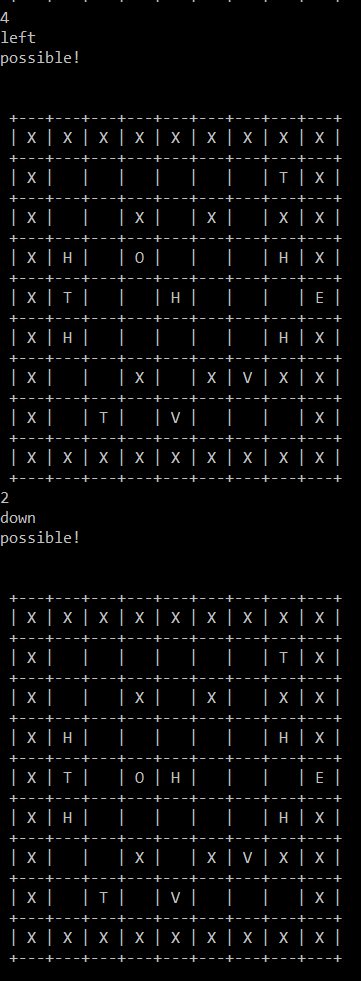 4
left
possible!
+---+---+---+---+---+---+---+---+---+
| X | X | X | X | X | X | X | X | X |
+---+---+---+---+---+---+---+---+---+
| X |   |   |   |   |   |   | T | X |
+---+---+---+---+---+---+---+---+---+
| X |   |   | X |   | X |   | X | X |
+---+---+---+---+---+---+---+---+---+
| X | H |   | O |   |   |   | H | X |
+---+---+---+---+---+---+---+---+---+
| X | T |   |   | H |   |   |   | E |
+---+---+---+---+---+---+---+---+---+
| X | H |   |   |   |   |   | H | X |
+---+---+---+---+---+---+---+---+---+
| X |   |   | X |   | X | V | X | X |
+---+---+---+---+---+---+---+---+---+
| X |   | T |   | V |   |   |   | X |
+---+---+---+---+---+---+---+---+---+
| X | X | X | X | X | X | X | X | X |
+---+---+---+---+---+---+---+---+---+
2
down
possible!
+---+---+---+---+---+---+---+---+---+
| X | X | X | X | X | X | X | X | X |
+---+---+---+---+---+---+---+---+---+
| X |   |   |   |   |   |   | T | X |
+---+---+---+---+---+---+---+---+---+
| X |   |   | X |   | X |   | X | X |
+---+---+---+---+---+---+---+---+---+
| X | H |   |   |   |   |   | H | X |
+---+---+---+---+---+---+---+---+---+
| X | T |   | O | H |   |   |   | E |
+---+---+---+---+---+---+---+---+---+
| X | H |   |   |   |   |   | H | X |
+---+---+---+---+---+---+---+---+---+
| X |   |   | X |   | X | V | X | X |
+---+---+---+---+---+---+---+---+---+
| X |   | T |   | V |   |   |   | X |
+---+---+---+---+---+---+---+---+---+
| X | X | X | X | X | X | X | X | X |
+---+---+---+---+---+---+---+---+---+